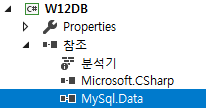 W12DB
Properties
참조
분석기
Microsoft.CSharp
MySql.Data